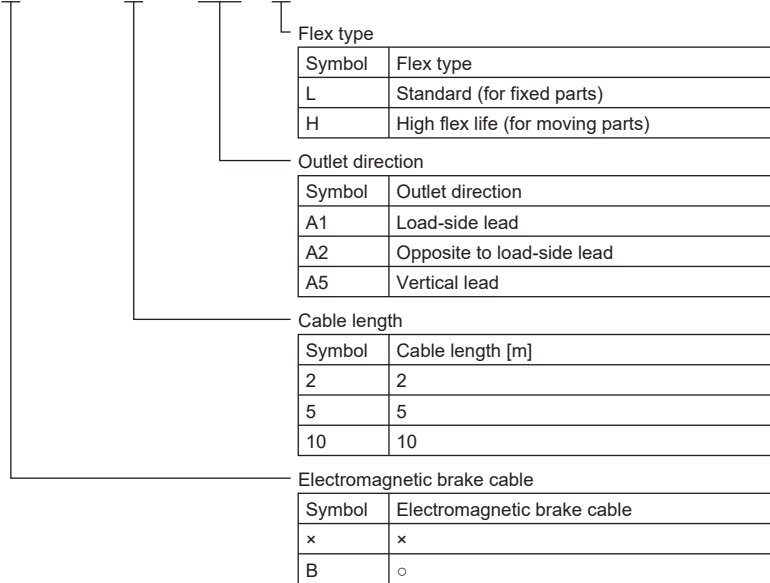 Flex type
Symbol Flex type
L Standard (for fixed parts)
H High flex life (for moving parts)
Outlet direction
Symbol Outlet direction
A1 Load-side lead
A2 Opposite to load-side lead
A5 Vertical lead
Cable length
Symbol Cable length [m]
2 2
5 5
10 10
Electromagnetic brake cable
Symbol Electromagnetic brake cable
× ×
B ○